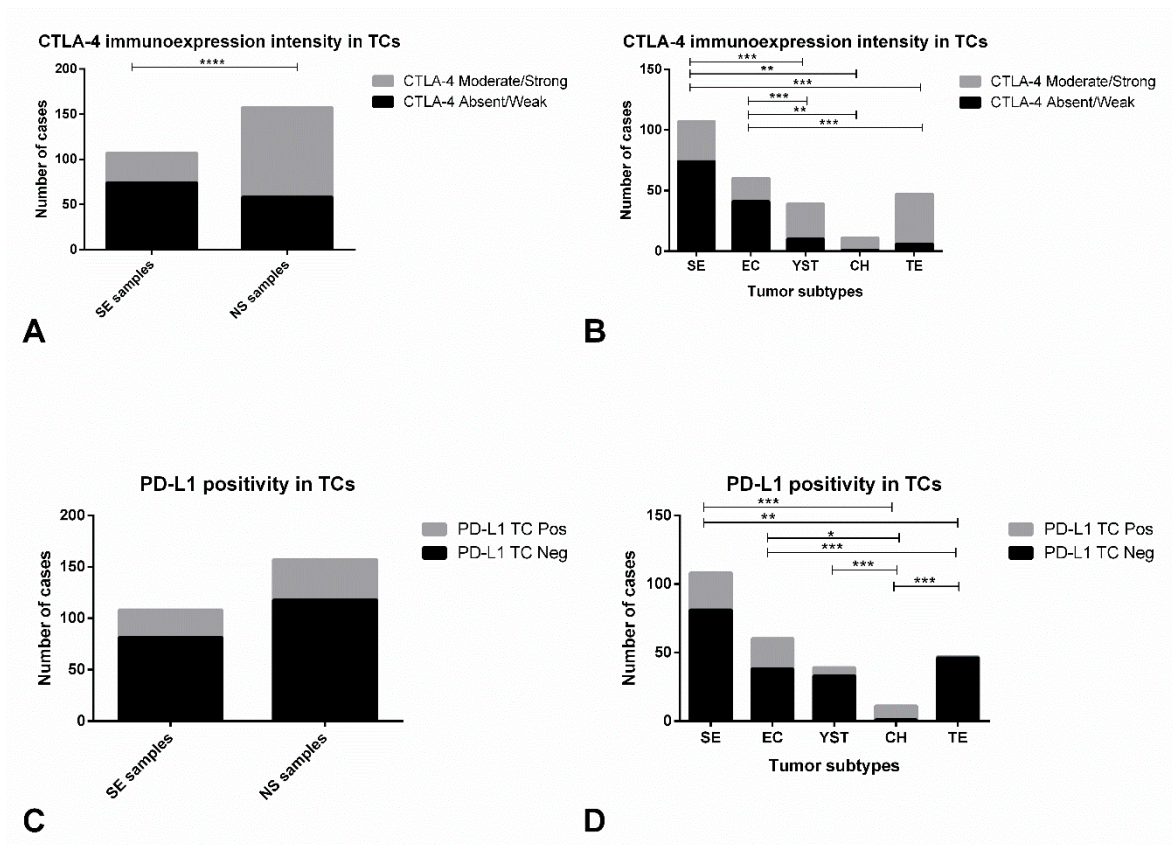 CTLA-4 immunoexpression intensity in TCs
200
150
100
50
0
Number of cases
****
CTLA-4 Moderate/Strong
CTLA-4 Absent/Weak
SE samples
NS samples
A
CTLA-4 immunoexpression intensity in TCs
150
100
50
0
Number of cases
***
**
***
***
**
***
CTLA-4 Moderate/Strong
CTLA-4 Absent/Weak
SE EC YST CH TE
Tumor subtypes
B
PD-L1 positivity in TCs
200
150
100
50
0
Number of cases
PD-L1 TC Pos
PD-L1 TC Neg
SE samples
NS samples
C
PD-L1 positivity in TCs
150
100
50
0
Number of cases
***
**
*
***
***
***
PD-L1 TC Pos
PD-L1 TC Neg
SE EC YST CH TE
Tumor subtypes
D